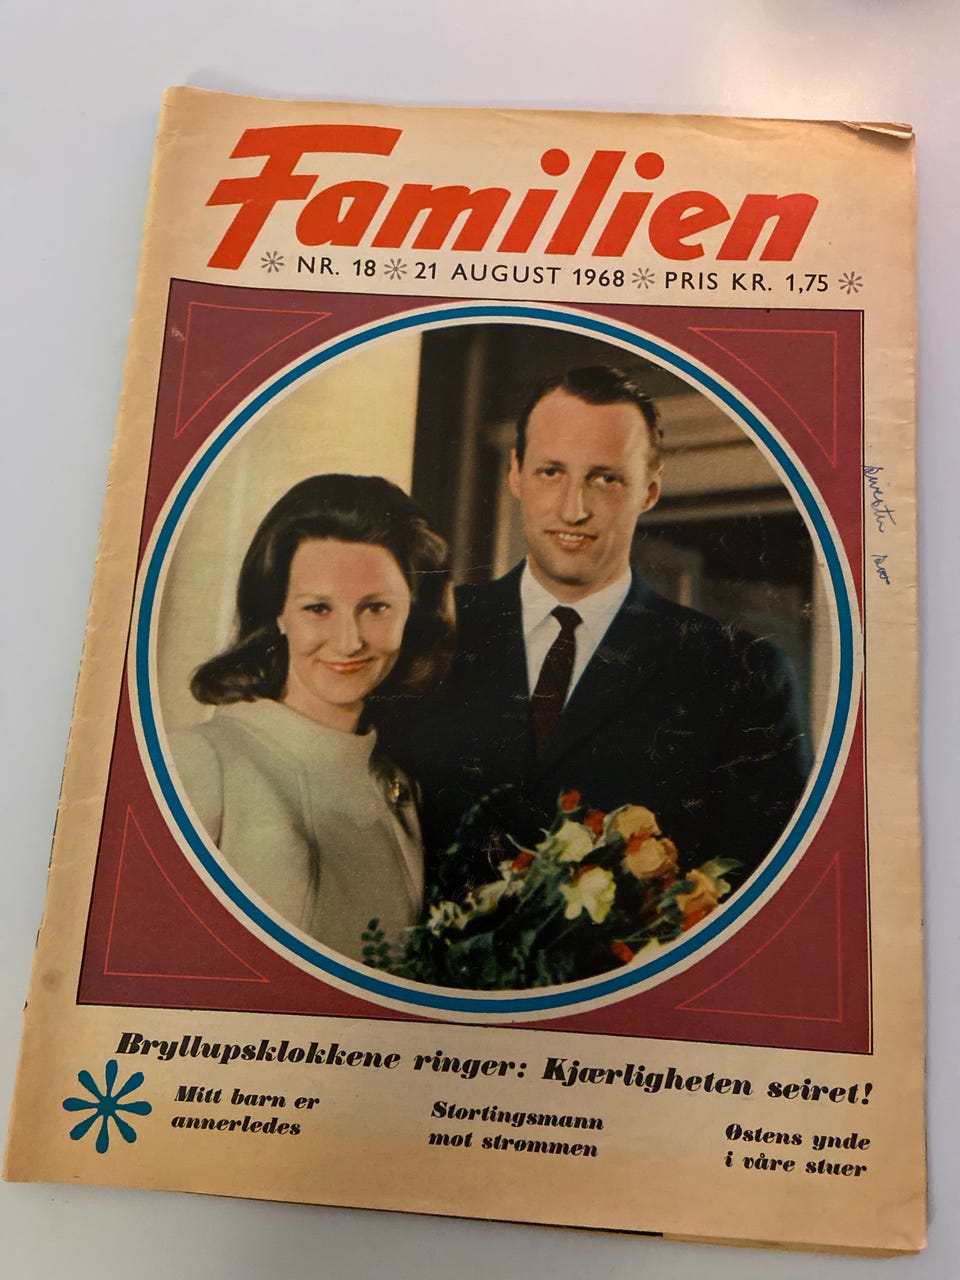 Familien
* NR. 18 * 21 AUGUST 1968 * PRIS KR. 1,75 *
Bryllupsklokkene ringer: Kjærligheten seiret!
Mitt barn er
annerledes
Stortingsmann
mot strømmen
Østens ynde
i våre stuer